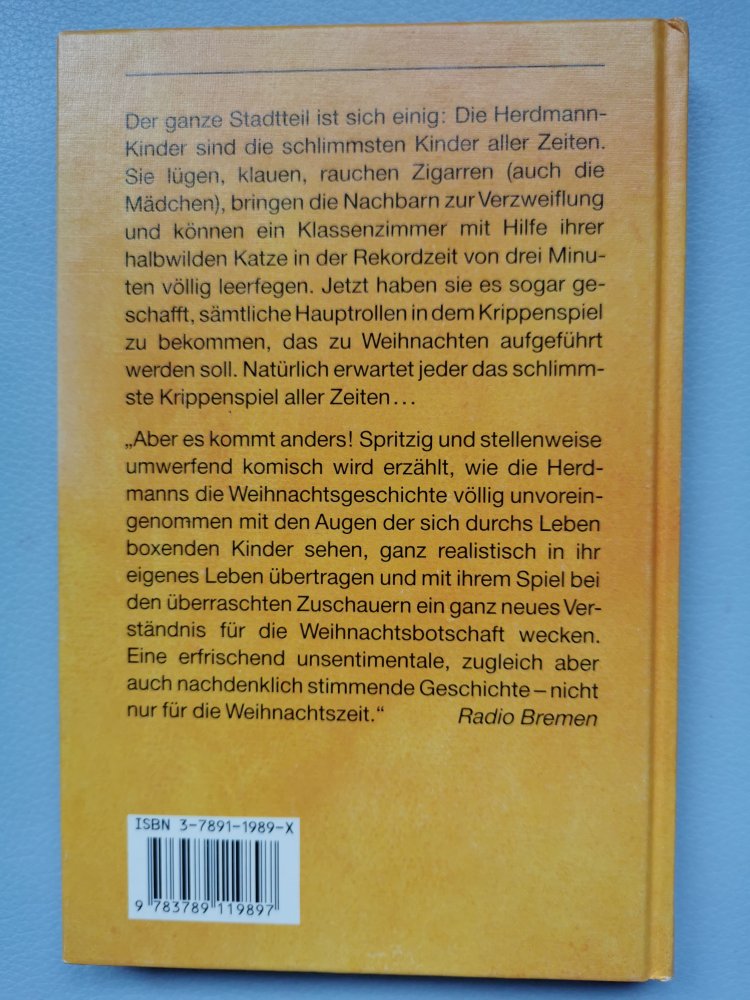 Der ganze Stadtteil ist sich einig: Die Herdmann-
Kinder sind die schlimmsten Kinder aller Zeiten.
Sie lügen, klauen, rauchen Zigarren (auch die
Mädchen), bringen die Nachbarn zur Verzweiflung
und können ein Klassenzimmer mit Hilfe ihrer
halbwilden Katze in der Rekordzeit von drei Minu-
ten völlig leerfegen. Jetzt haben sie es sogar ge-
schafft, sämtliche Hauptrollen in dem Krippenspiel
zu bekommen, das zu Weihnachten aufgeführt
werden soll. Natürlich erwartet jeder das schlimm-
ste Krippenspiel aller Zeiten...
„Aber es kommt anders! Spritzig und stellenweise
umwerfend komisch wird erzählt, wie die Herd-
manns die Weihnachtsgeschichte völlig unvorein-
genommen mit den Augen der sich durchs Leben
boxenden Kinder sehen, ganz realistisch in ihr
eigenes Leben übertragen und mit ihrem Spiel bei
den überraschten Zuschauern ein ganz neues Ver-
ständnis für die Weihnachtsbotschaft wecken.
Eine erfrischend unsentimentale, zugleich aber
auch nachdenklich stimmende Geschichte – nicht
nur für die Weihnachtszeit.“ Radio Bremen
ISBN 3-7891-1989-X
9 783789 119897